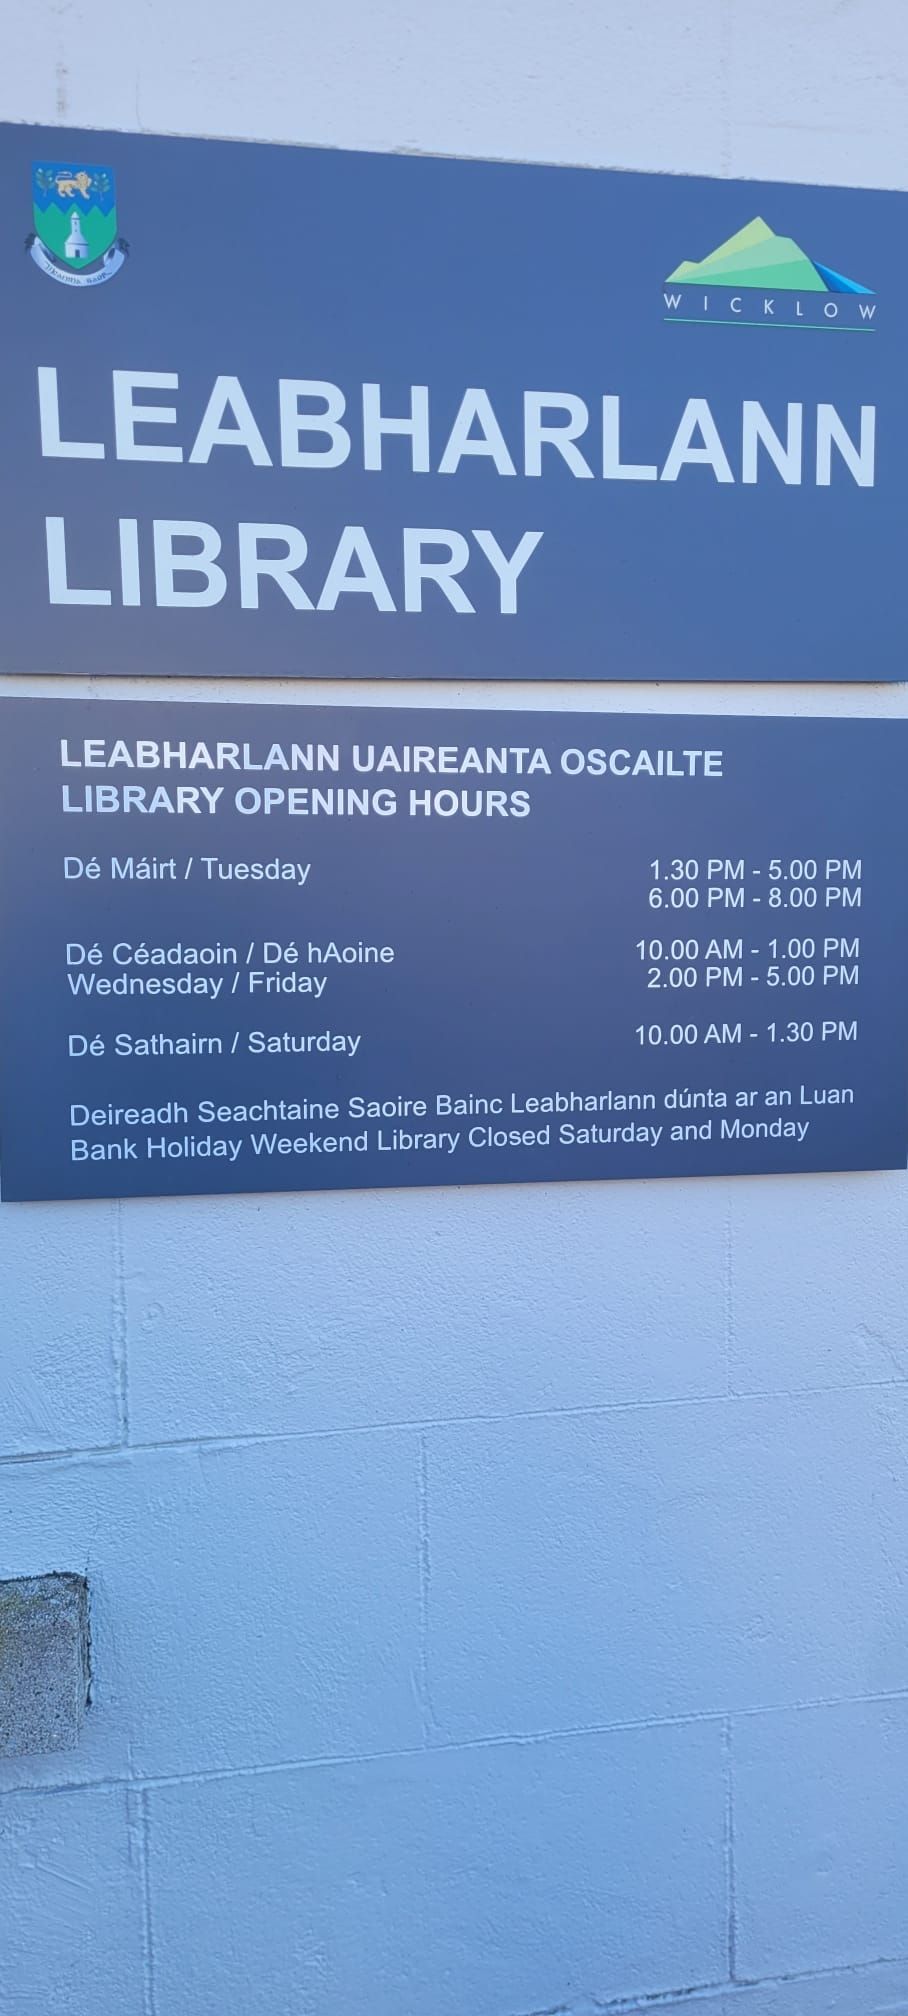 WICKLOW
LEABHARLANN
LIBRARY
LEABHARLANN UAIREANTA OSCAILTE
LIBRARY OPENING HOURS
Dé Máirt / Tuesday 1.30 PM - 5.00 PM
6.00 PM - 8.00 PM
Dé Céadaoin / Dé hAoine 10.00 AM - 1.00 PM
Wednesday / Friday 2.00 PM - 5.00 PM
Dé Sathairn / Saturday 10.00 AM - 1.30 PM
Deireadh Seachtaine Saoire Bainc Leabharlann dúnta ar an Luan
Bank Holiday Weekend Library Closed Saturday and Monday